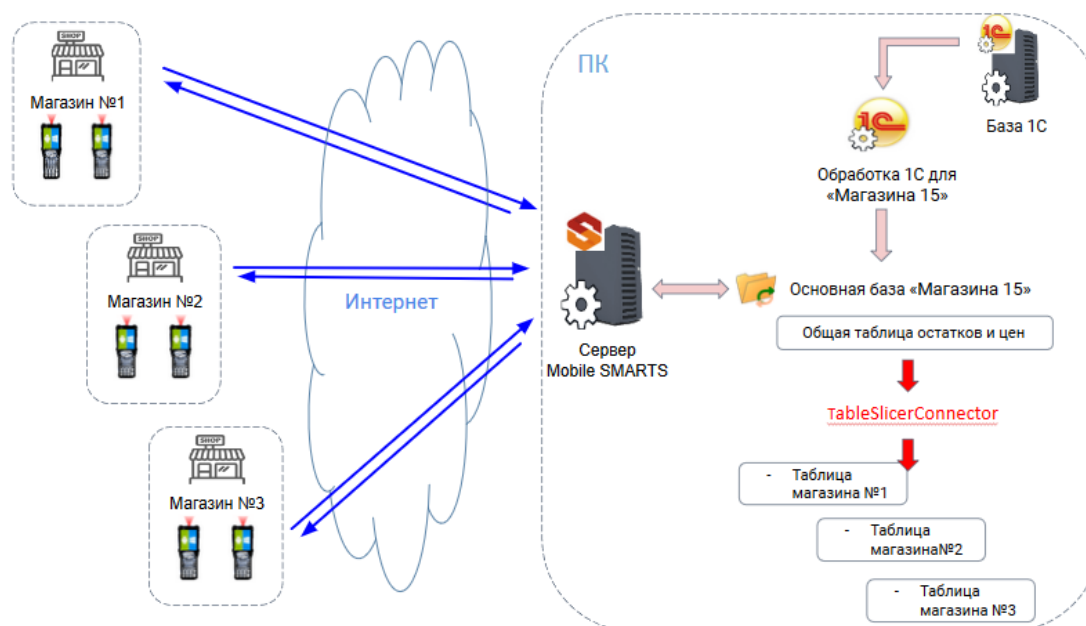 SHOP
Магазин №1
SHOP
Магазин №2
SHOP
Магазин №3
Интернет
ПК
1С
База 1С
1С
Обработка 1С для
«Магазина 15»
S
Сервер
Mobile SMARTS
Основная база «Магазина 15»
Общая таблица остатков и цен
TableSlicerConnector
- Таблица
магазина №1
- Таблица
магазина№2
- Таблица
магазина №3